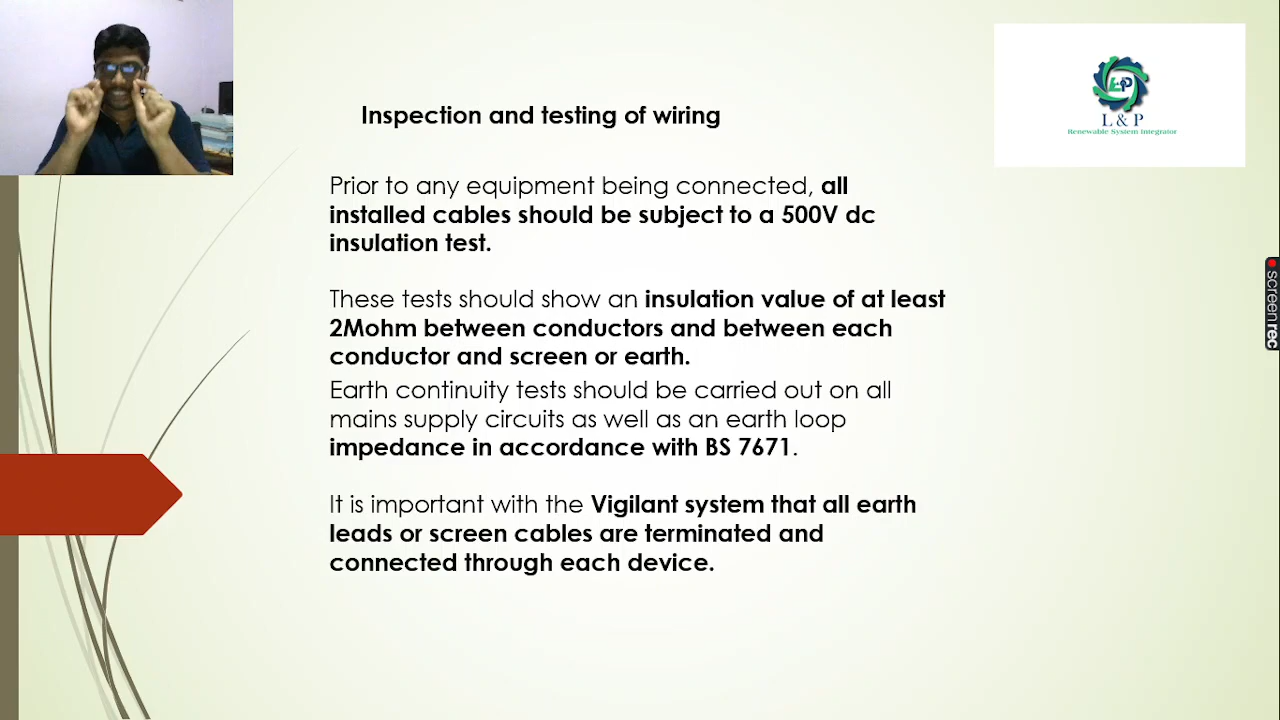 Inspection and testing of wiring
L & P
Renewable System Integrator
Prior to any equipment being connected, all
installed cables should be subject to a 500V dc
insulation test.
These tests should show an insulation value of at least
2Mohm between conductors and between each
conductor and screen or earth.
Earth continuity tests should be carried out on all
mains supply circuits as well as an earth loop
impedance in accordance with BS 7671.
It is important with the Vigilant system that all earth
leads or screen cables are terminated and
connected through each device.
screenrec